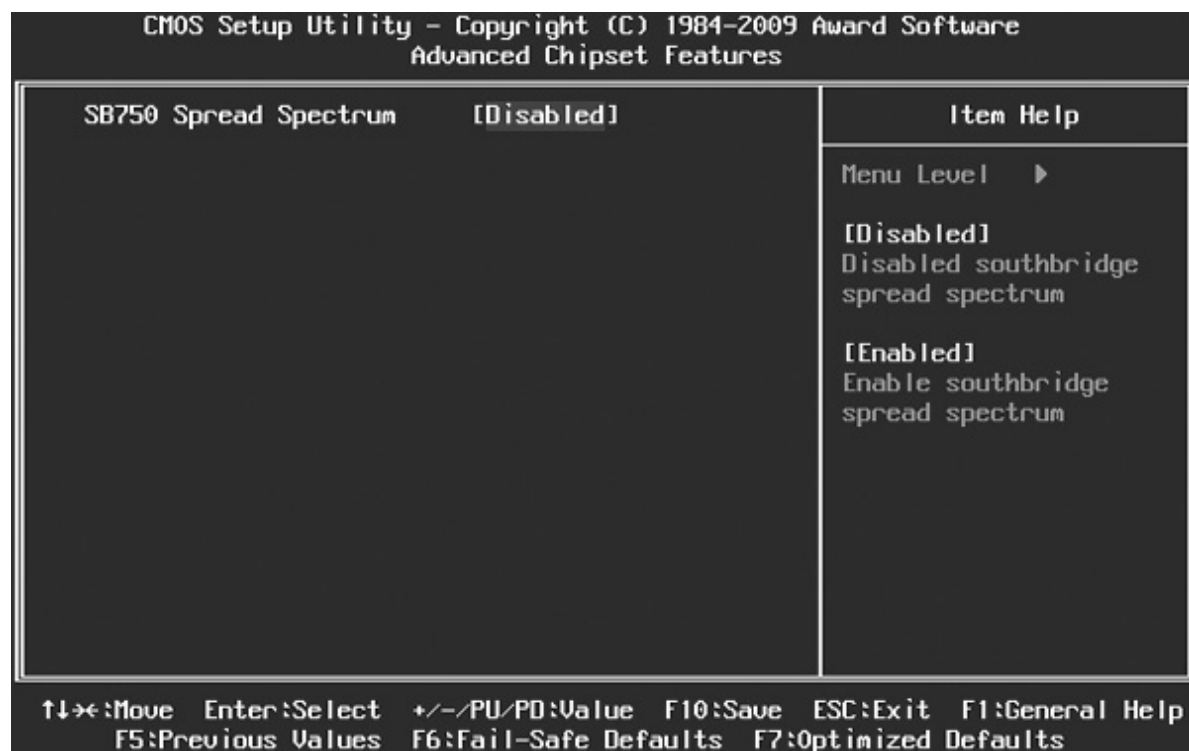 CMOS Setup Utility – Copyright (C) 1984–2009 Award Software
Advanced Chipset Features
SB750 Spread Spectrum [Disabled]
Item Help
Menu Level ▶
[Disabled]
Disabled southbridge
spread spectrum
[Enabled]
Enable southbridge
spread spectrum
↑↓→←:Move Enter:Select +/-/PU/PD:Value F10:Save ESC:Exit F1:General Help
F5:Previous Values F6:Fail-Safe Defaults F7:Optimized Defaults